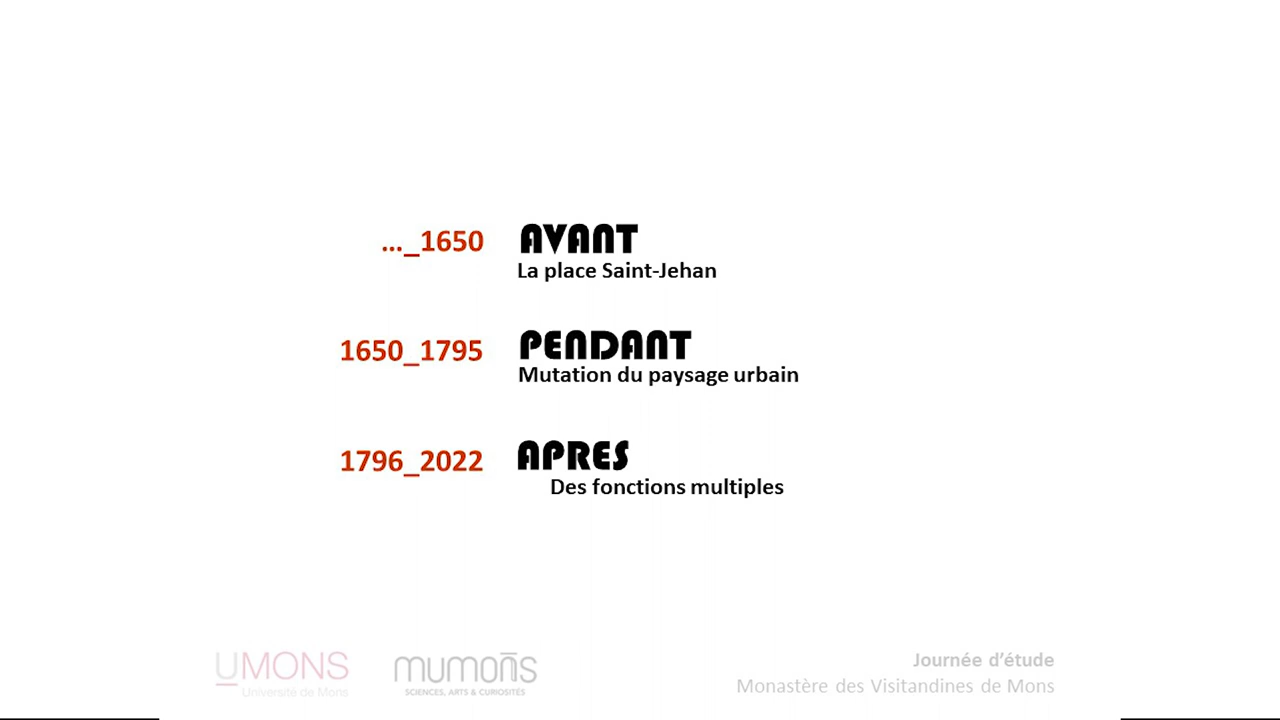 ..._1650 AVANT
La place Saint-Jehan
1650_1795 PENDANT
Mutation du paysage urbain
1796_2022 APRES
Des fonctions multiples
UMONS
Université de Mons
mumons
SCIENCES, ARTS & CURIOSITÉS
Journée d'étude
Monastère des Visitandines de Mons